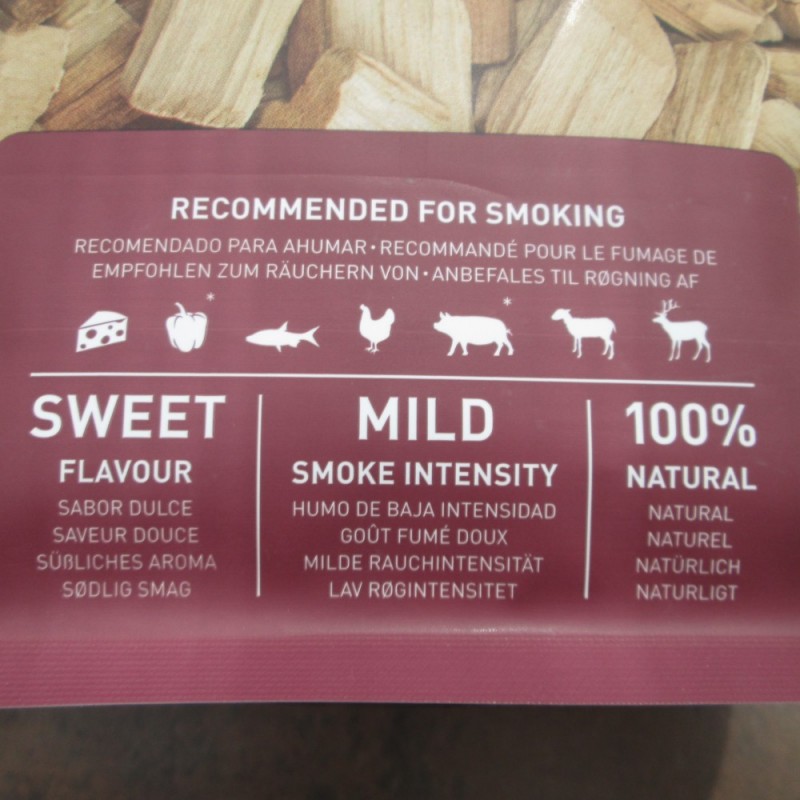 RECOMMENDED FOR SMOKING
RECOMENDADO PARA AHUMAR • RECOMMANDÉ POUR LE FUMAGE DE
EMPFOHLEN ZUM RÄUCHERN VON • ANBEFALES TIL RØGNING AF
* *
SWEET
FLAVOUR
SABOR DULCE
SAVEUR DOUCE
SÜßLICHES AROMA
SØDLIG SMAG
MILD
SMOKE INTENSITY
HUMO DE BAJA INTENSIDAD
GOÛT FUMÉ DOUX
MILDE RAUCHINTENSITÄT
LAV RØGINTENSITET
100%
NATURAL
NATURAL
NATUREL
NATÜRLICH
NATURLIGT